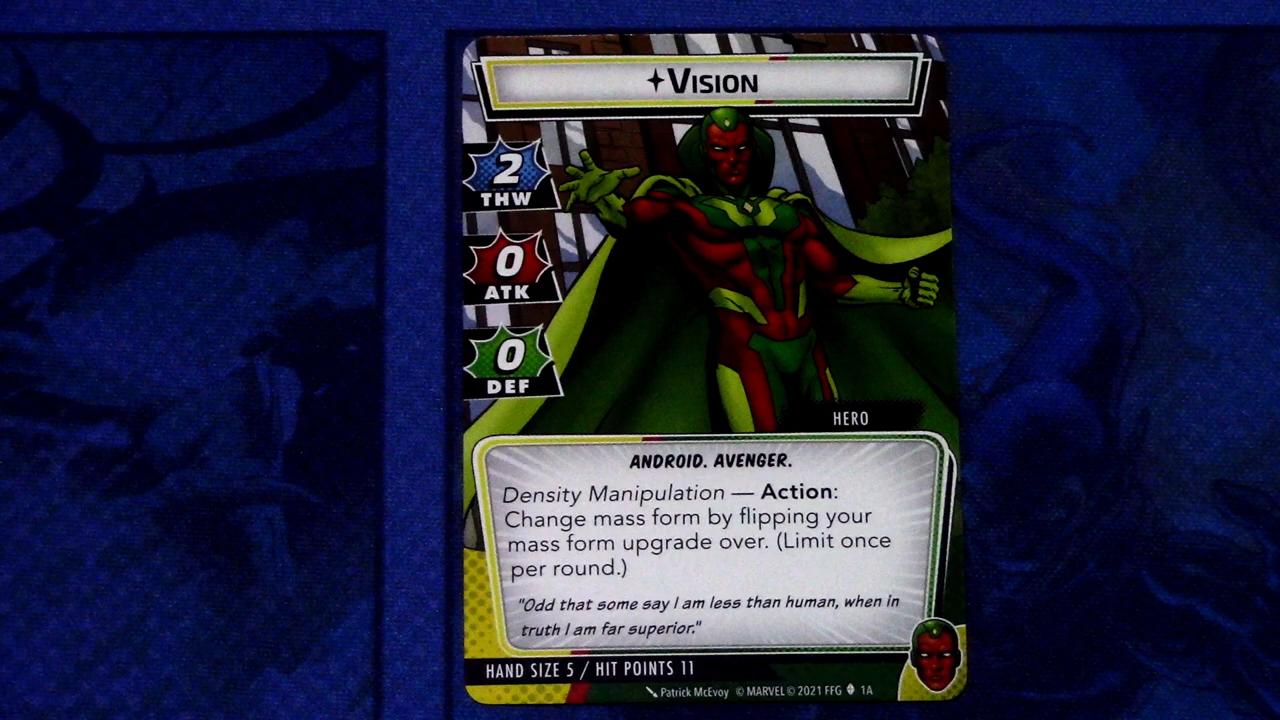 VISION
2
THW
0
ATK
0
DEF
HERO
ANDROID. AVENGER.
Density Manipulation — Action:
Change mass form by flipping your
mass form upgrade over. (Limit once
per round.)
"Odd that some say I am less than human, when in
truth I am far superior."
HAND SIZE 5 / HIT POINTS 11
Patrick McEvoy © MARVEL © 2021 FFG 1A